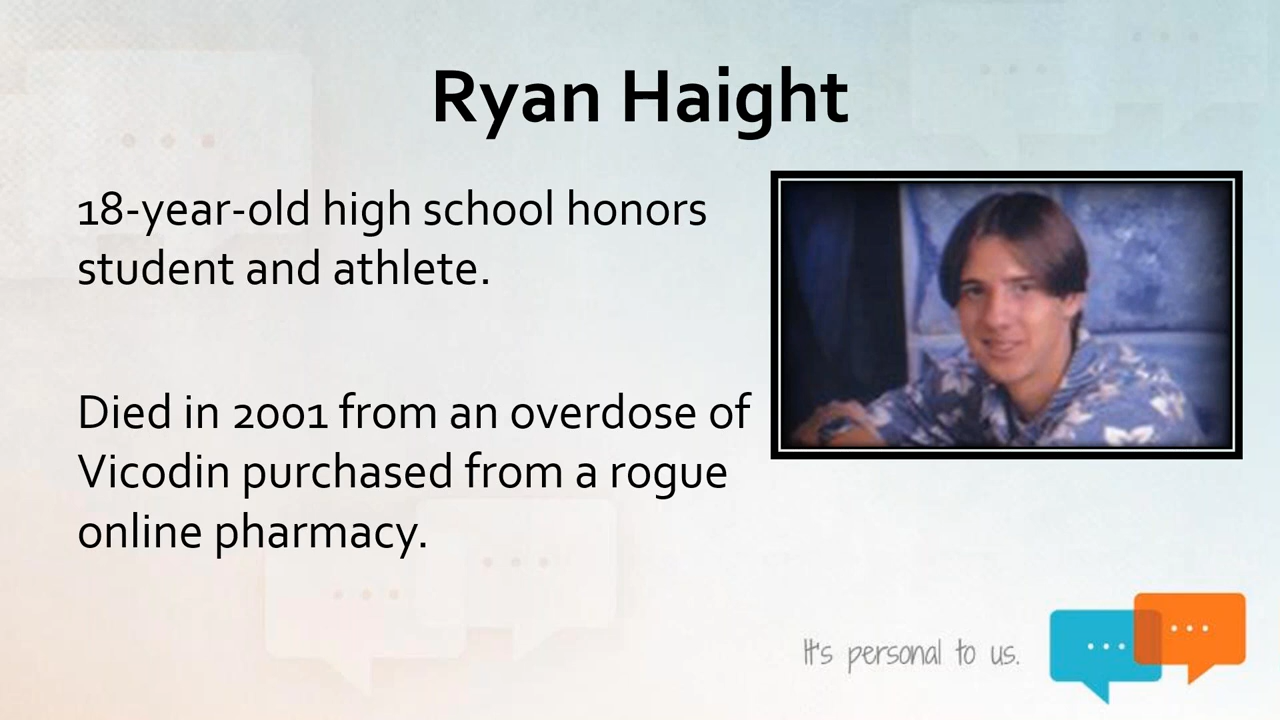 Ryan Haight
18-year-old high school honors
student and athlete.
Died in 2001 from an overdose of
Vicodin purchased from a rogue
online pharmacy.
It's personal to us.